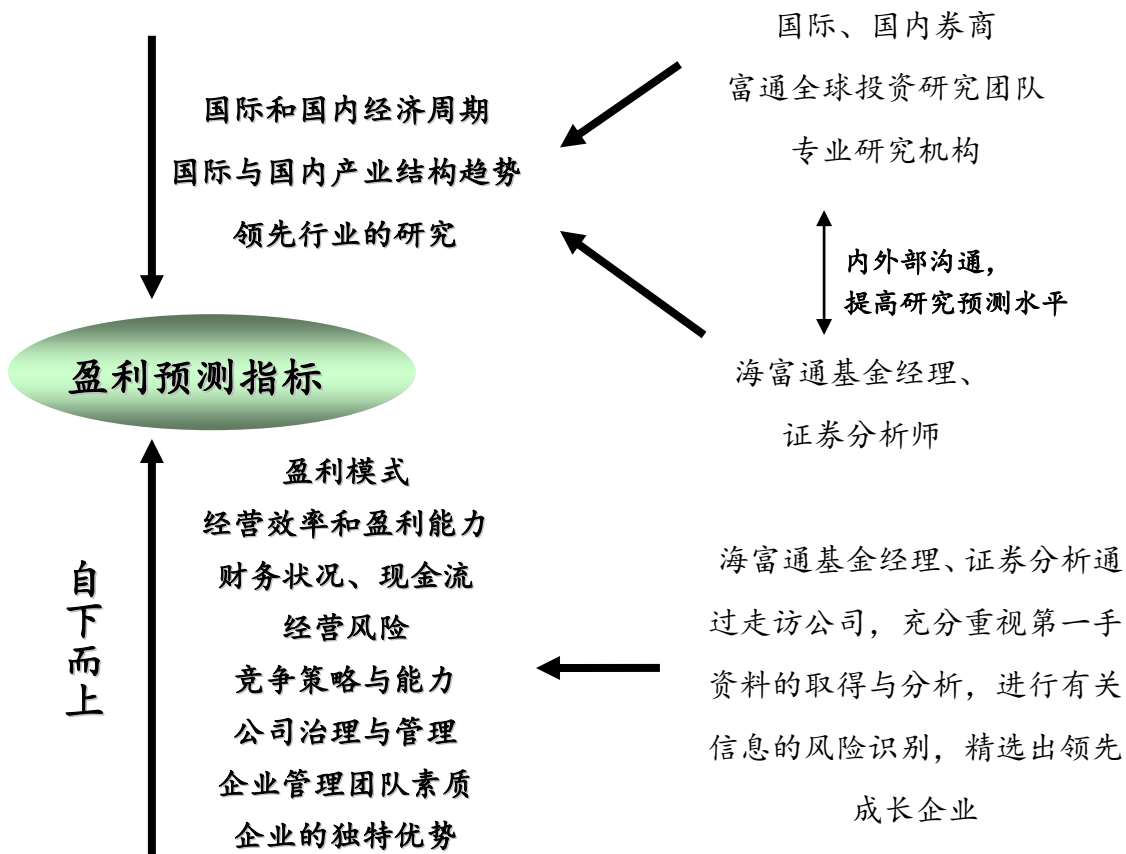 国际、国内券商
富通全球投资研究团队
专业研究机构
国际和国内经济周期
国际与国内产业结构趋势
领先行业的研究
内外部沟通，
提高研究预测水平
盈利预测指标
海富通基金经理、
证券分析师
自下而上
盈利模式
经营效率和盈利能力
财务状况、现金流
经营风险
竞争策略与能力
公司治理与管理
企业管理团队素质
企业的独特优势
海富通基金经理、证券分析通
过走访公司，充分重视第一手
资料的取得与分析，进行有关
信息的风险识别，精选出领先
成长企业